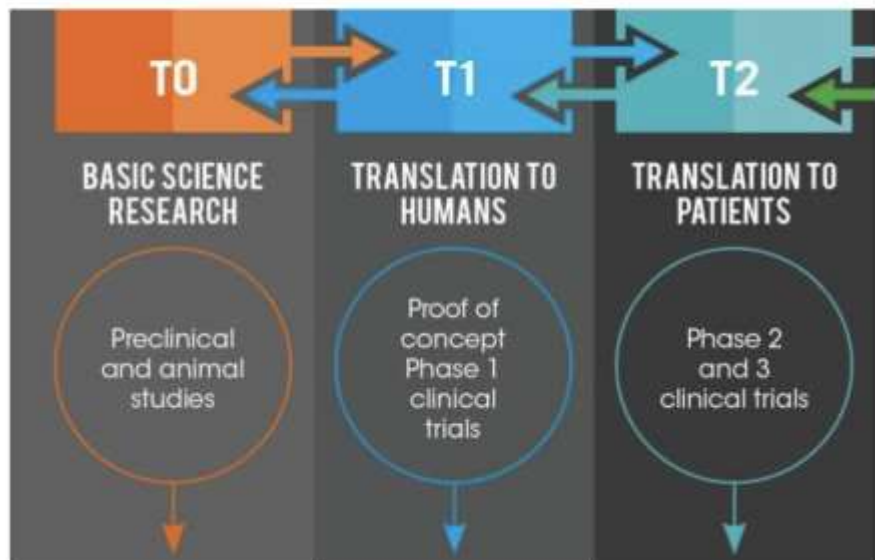 T0
T1
T2
BASIC SCIENCE
RESEARCH
TRANSLATION TO
HUMANS
TRANSLATION TO
PATIENTS
Preclinical
and animal
studies
Proof of
concept
Phase 1
clinical
trials
Phase 2
and 3
clinical trials